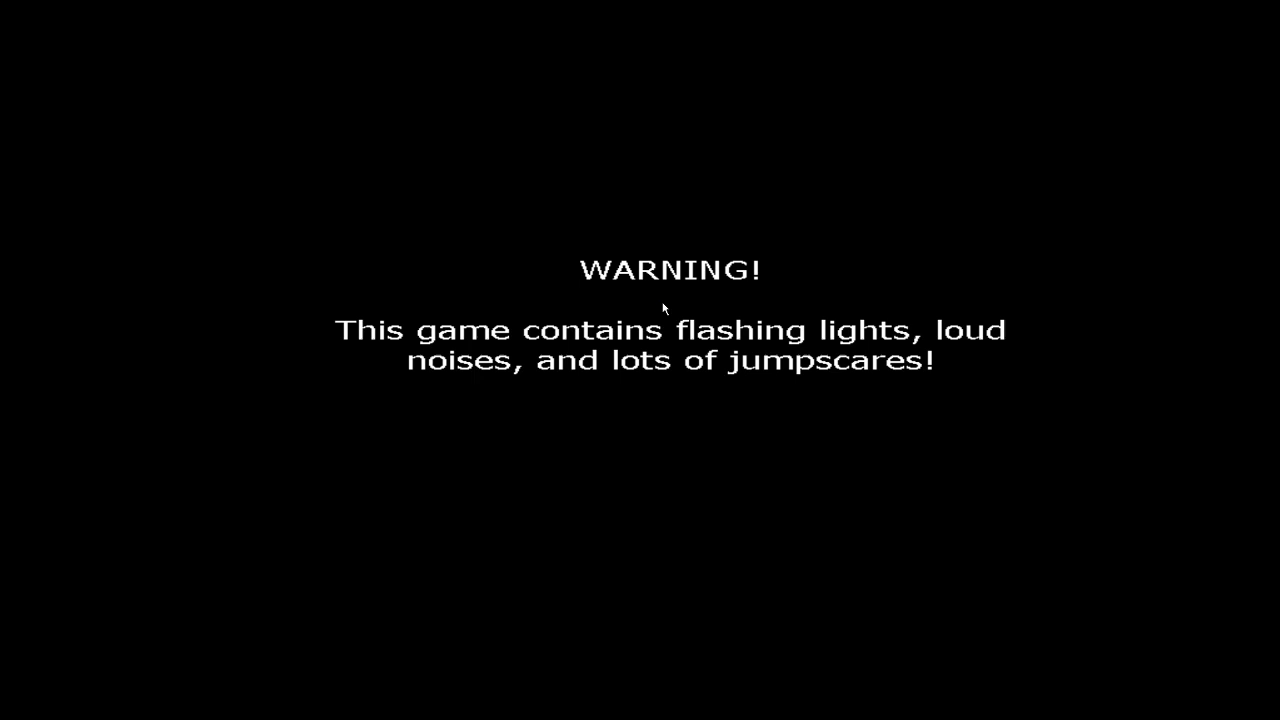 WARNING!
This game contains flashing lights, loud
noises, and lots of jumpscares!